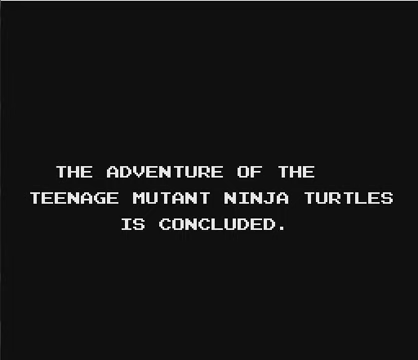 THE ADVENTURE OF THE
TEENAGE MUTANT NINJA TURTLES
IS CONCLUDED.